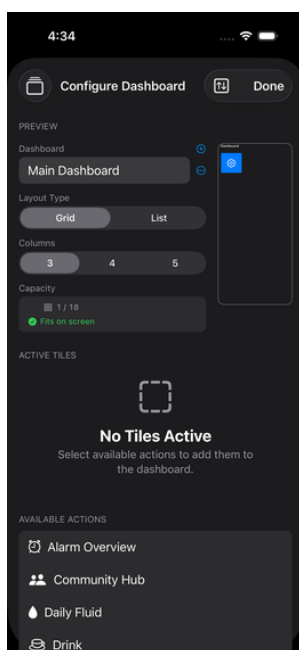 4:34
Configure Dashboard
Done
PREVIEW
Dashboard
Main Dashboard
Dashboard
Layout Type
Grid
List
Columns
3
4
5
Capacity
1 / 18
Fits on screen
ACTIVE TILES
No Tiles Active
Select available actions to add them to
the dashboard.
AVAILABLE ACTIONS
Alarm Overview
Community Hub
Daily Fluid
Drink